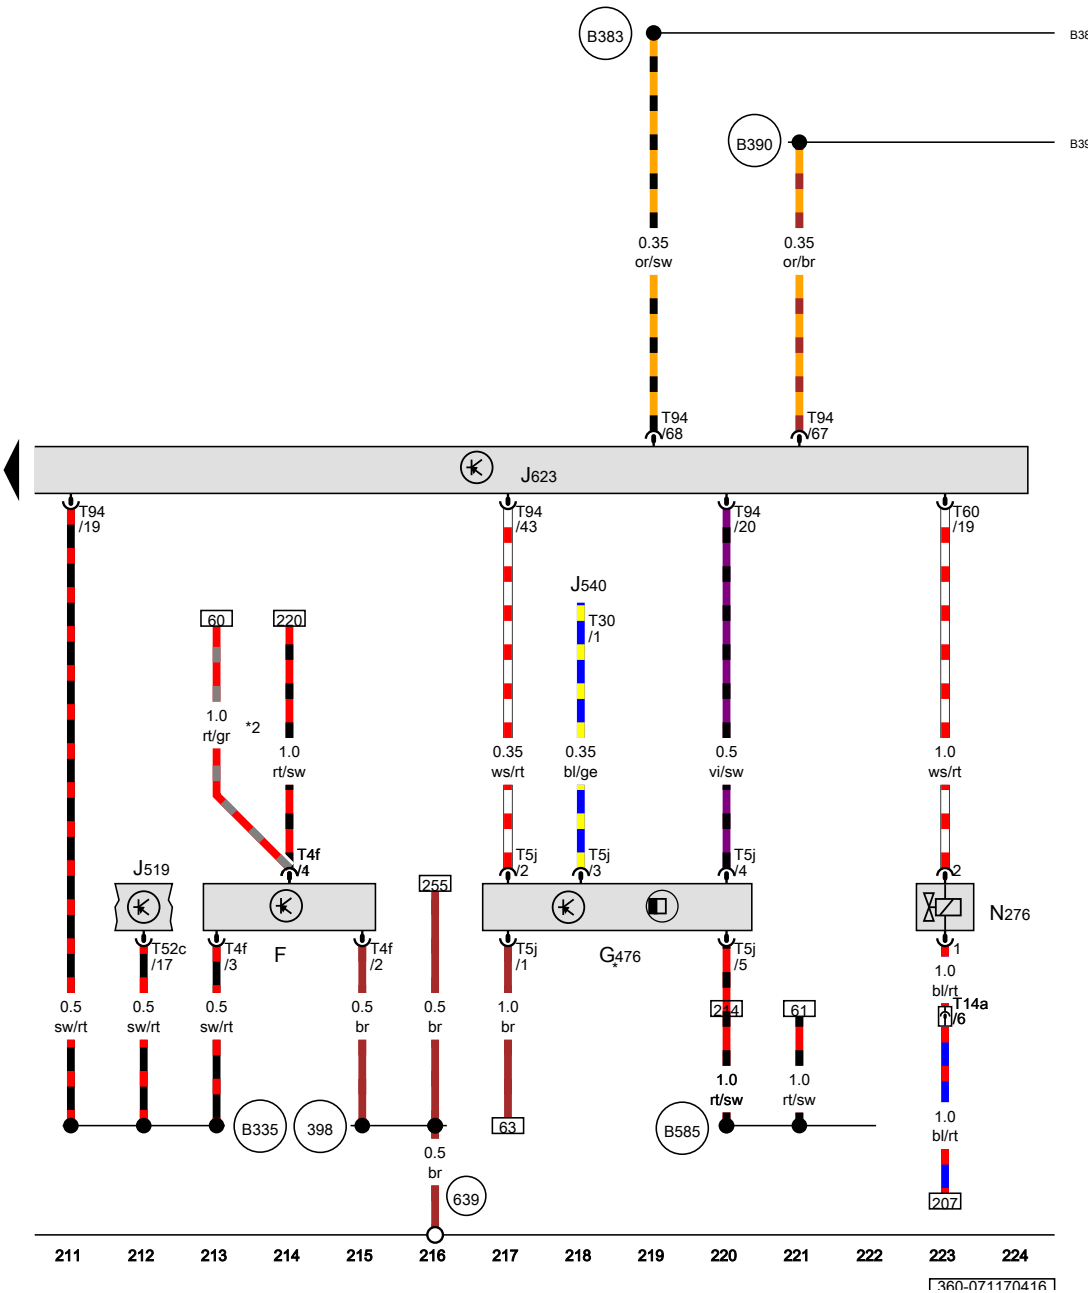 B383
B38
B390
B39
0.35
or/sw
0.35
or/br
T94
/68
T94
/67
J623
T94
/19
T94
/43
T94
/20
T60
/19
J540
T30
/1
60
220
1.0
rt/gr
*2
1.0
rt/sw
0.35
ws/rt
0.35
bl/ge
0.5
vi/sw
1.0
ws/rt
T4f
/4
T5j
/2
T5j
/3
T5j
/4
2
J519
255
N276
T52c
/17
T4f
/3
F
T4f
/2
T5j
/1
G476
*
T5j
/5
1
1.0
bl/rt
T14a
/6
0.5
sw/rt
0.5
sw/rt
0.5
sw/rt
0.5
br
0.5
br
1.0
br
214
61
1.0
rt/sw
1.0
rt/sw
1.0
bl/rt
B335
398
63
B585
0.5
br
639
207
211 212 213 214 215 216 217 218 219 220 221 222 223 224
360-071170416